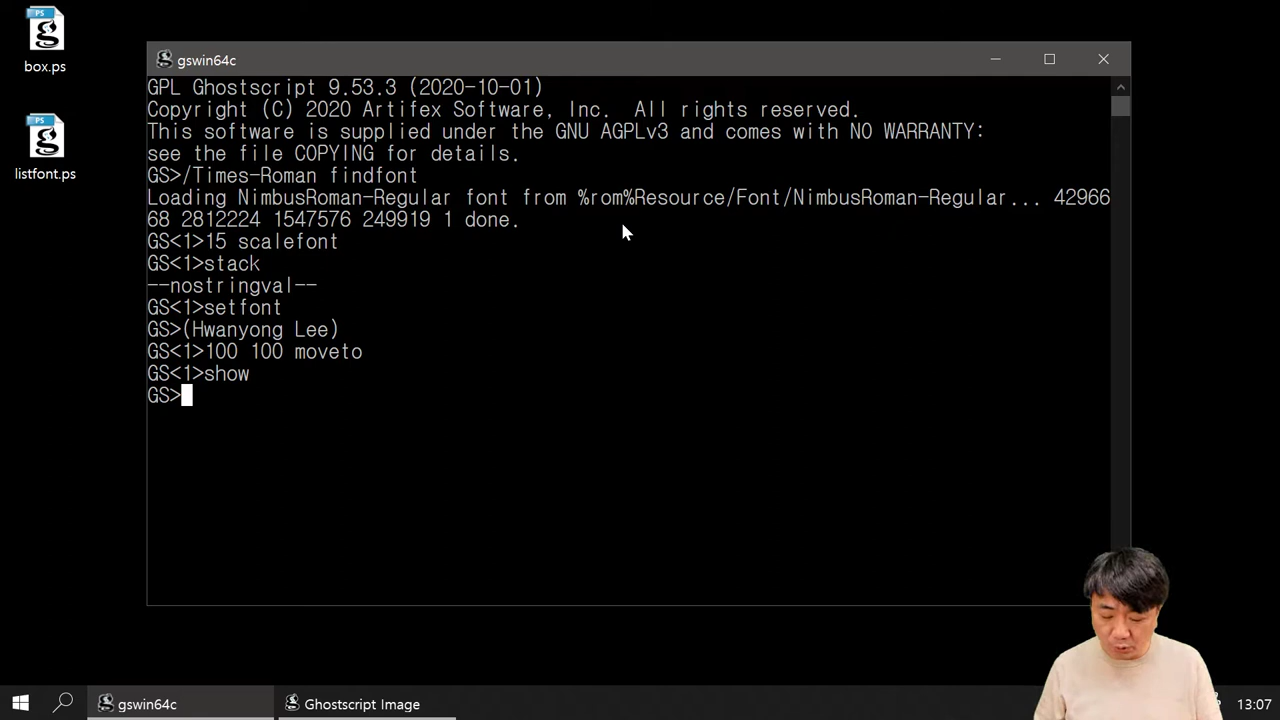 box.ps
listfont.ps
gswin64c
GPL Ghostscript 9.53.3 (2020-10-01)
Copyright (C) 2020 Artifex Software, Inc.  All rights reserved.
This software is supplied under the GNU AGPLv3 and comes with NO WARRANTY:
see the file COPYING for details.
GS>/Times-Roman findfont
Loading NimbusRoman-Regular font from %rom%Resource/Font/NimbusRoman-Regular... 42966
68 2812224 1547576 249919 1 done.
GS<1>15 scalefont
GS<1>stack
--nostringval--
GS<1>setfont
GS>(Hwanyong Lee)
GS<1>100 100 moveto
GS<1>show
GS>
gswin64c
Ghostscript Image
13:07